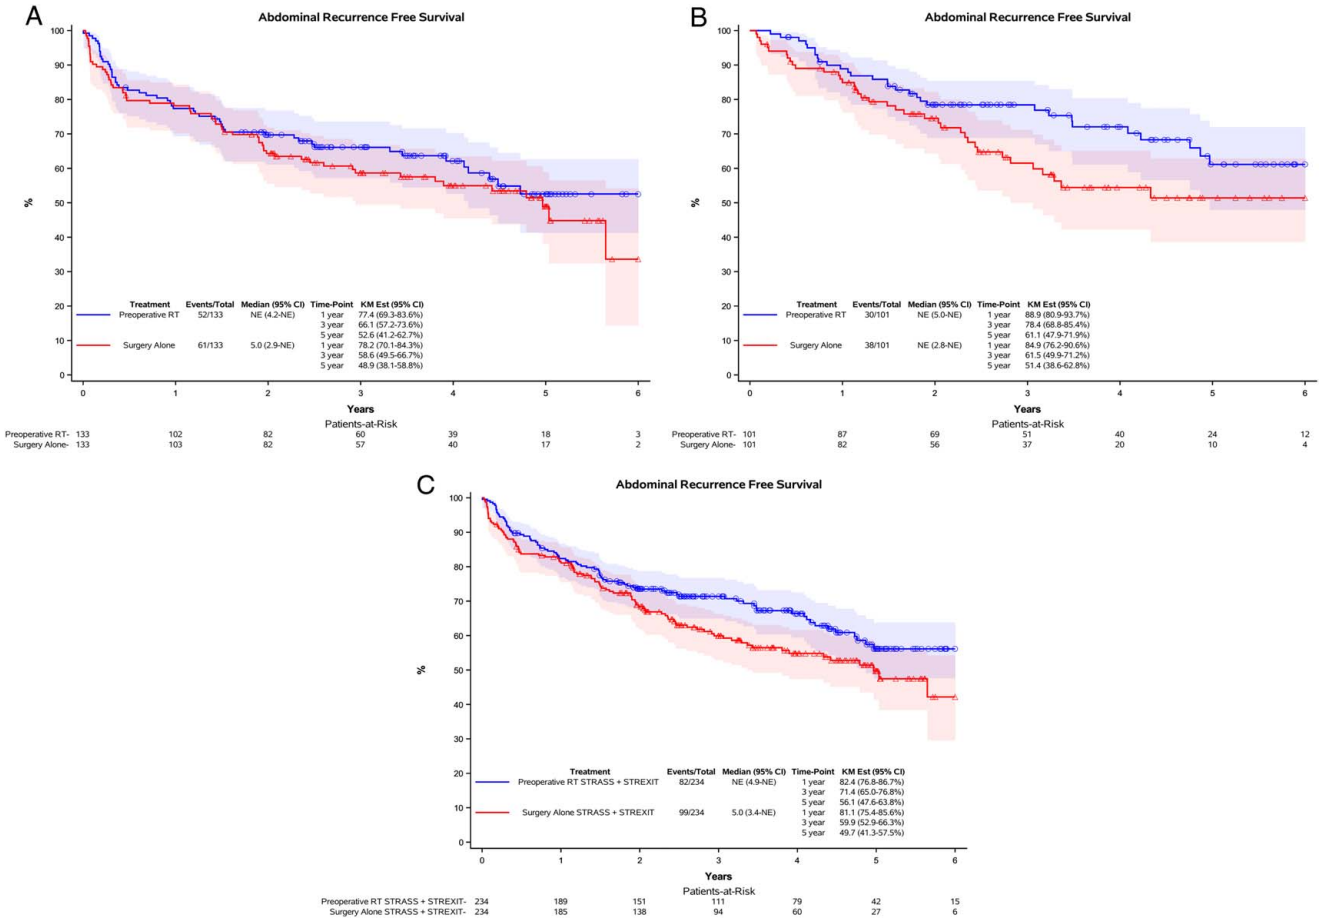 A
Abdominal Recurrence Free Survival
100
90
80
70
60
50
40
30
20
10
0
%
Treatment Events/Total Median (95% CI) Time-Point KM Est (95% CI)
Preoperative RT 52/133 NE (4.2-NE) 1 year 77.4 (69.3-83.6%)
3 year 66.1 (57.2-73.6%)
5 year 52.6 (41.2-62.7%)
Surgery Alone 61/133 5.0 (2.9-NE) 1 year 78.2 (70.1-84.3%)
3 year 58.6 (49.5-66.7%)
5 year 48.9 (38.1-58.8%)
0 1 2 3 4 5 6
Years
Patients-at-Risk
Preoperative RT- 133 102 82 60 39 18 3
Surgery Alone- 133 103 82 57 40 17 2
B
Abdominal Recurrence Free Survival
100
90
80
70
60
50
40
30
20
10
0
%
Treatment Events/Total Median (95% CI) Time-Point KM Est (95% CI)
Preoperative RT 30/101 NE (5.0-NE) 1 year 88.9 (80.9-93.7%)
3 year 78.4 (68.8-85.4%)
5 year 61.1 (47.9-71.9%)
Surgery Alone 38/101 NE (2.8-NE) 1 year 84.9 (76.2-90.6%)
3 year 61.5 (49.9-71.2%)
5 year 51.4 (38.6-62.8%)
0 1 2 3 4 5 6
Years
Patients-at-Risk
Preoperative RT- 101 87 69 51 40 24 12
Surgery Alone- 101 82 56 37 20 10 4
C
Abdominal Recurrence Free Survival
100
90
80
70
60
50
40
30
20
10
0
%
Treatment Events/Total Median (95% CI) Time-Point KM Est (95% CI)
Preoperative RT STRASS + STREXIT 82/234 NE (4.9-NE) 1 year 82.4 (76.8-86.7%)
3 year 71.4 (65.0-76.8%)
5 year 56.1 (47.6-63.8%)
Surgery Alone STRASS + STREXIT 99/234 5.0 (3.4-NE) 1 year 81.1 (75.4-85.6%)
3 year 59.9 (52.9-66.3%)
5 year 49.7 (41.3-57.5%)
0 1 2 3 4 5 6
Years
Patients-at-Risk
Preoperative RT STRASS + STREXIT- 234 189 151 111 79 42 15
Surgery Alone STRASS + STREXIT- 234 185 138 94 60 27 6